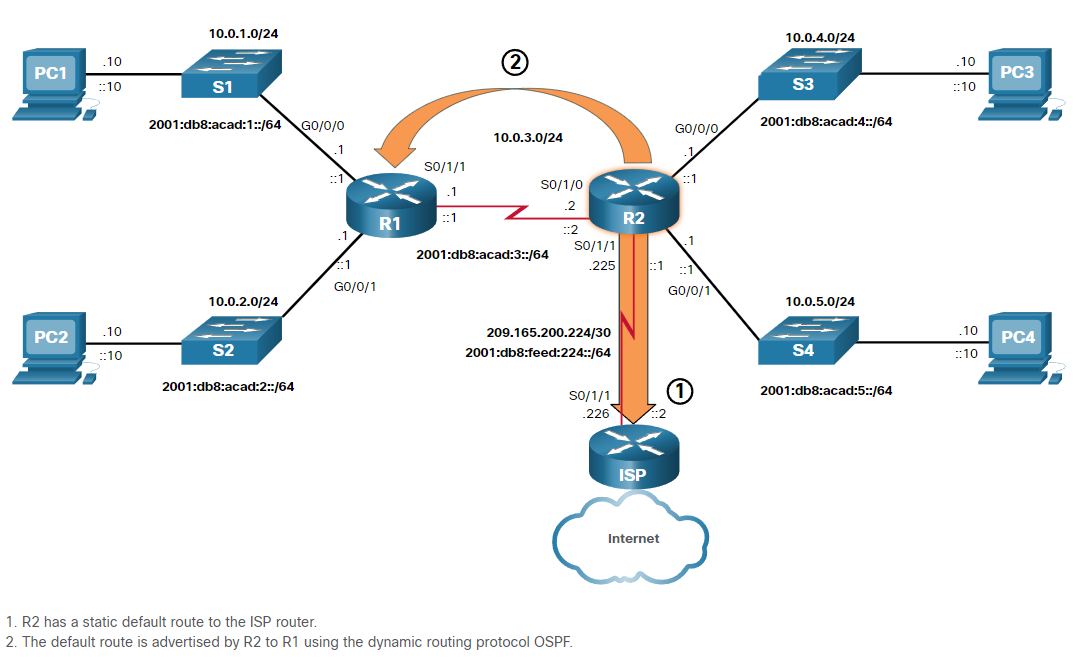 10.0.1.0/24
10.0.4.0/24
PC1
.10
::10
S1
2
S3
.10
::10
PC3
2001:db8:acad:1::/64
G0/0/0
.1
::1
10.0.3.0/24
G0/0/0
.1
::1
2001:db8:acad:4::/64
S0/1/1
.1
::1
R1
S0/1/0
.2
::2
R2
2001:db8:acad:3::/64
S0/1/1
.225
::1
.1
::1
G0/0/1
.1
::1
G0/0/1
10.0.2.0/24
10.0.5.0/24
PC2
.10
::10
S2
2001:db8:acad:2::/64
209.165.200.224/30
2001:db8:feed:224::/64
S4
.10
::10
PC4
2001:db8:acad:5::/64
1
S0/1/1
.226
::2
ISP
Internet
1. R2 has a static default route to the ISP router.
2. The default route is advertised by R2 to R1 using the dynamic routing protocol OSPF.